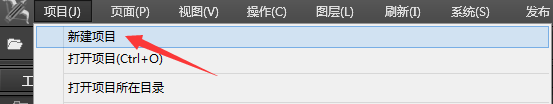 项目(J) 页面(P) 视图(V) 操作(C) 图层(L) 刷新(I) 系统(S) 发布
新建项目
打开项目(Ctrl+O)
工
打开项目所在目录